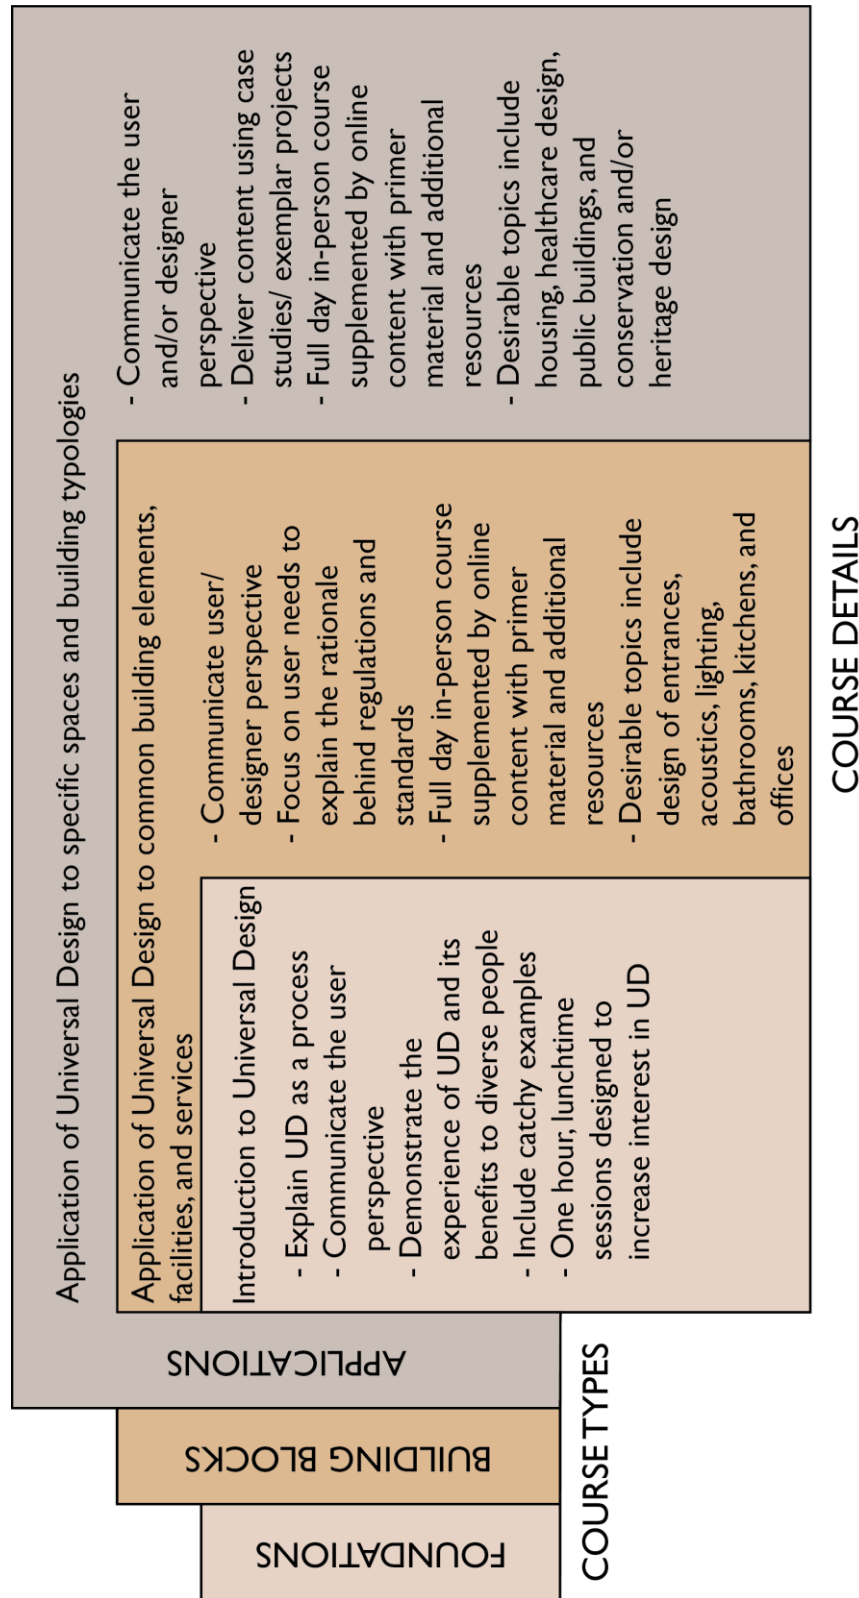 Application of Universal Design to specific spaces and building typologies
- Communicate the user
and/or designer
perspective
- Deliver content using case
studies/ exemplar projects
- Full day in-person course
supplemented by online
content with primer
material and additional
resources
- Desirable topics include
housing, healthcare design,
public buildings, and
conservation and/or
heritage design
Application of Universal Design to common building elements,
facilities, and services
- Communicate user/
designer perspective
- Focus on user needs to
explain the rationale
behind regulations and
standards
- Full day in-person course
supplemented by online
content with primer
material and additional
resources
- Desirable topics include
design of entrances,
acoustics, lighting,
bathrooms, kitchens, and
offices
Introduction to Universal Design
- Explain UD as a process
- Communicate the user
perspective
- Demonstrate the
experience of UD and its
benefits to diverse people
- Include catchy examples
- One hour, lunchtime
sessions designed to
increase interest in UD
APPLICATIONS
BUILDING BLOCKS
FOUNDATIONS
COURSE TYPES
COURSE DETAILS